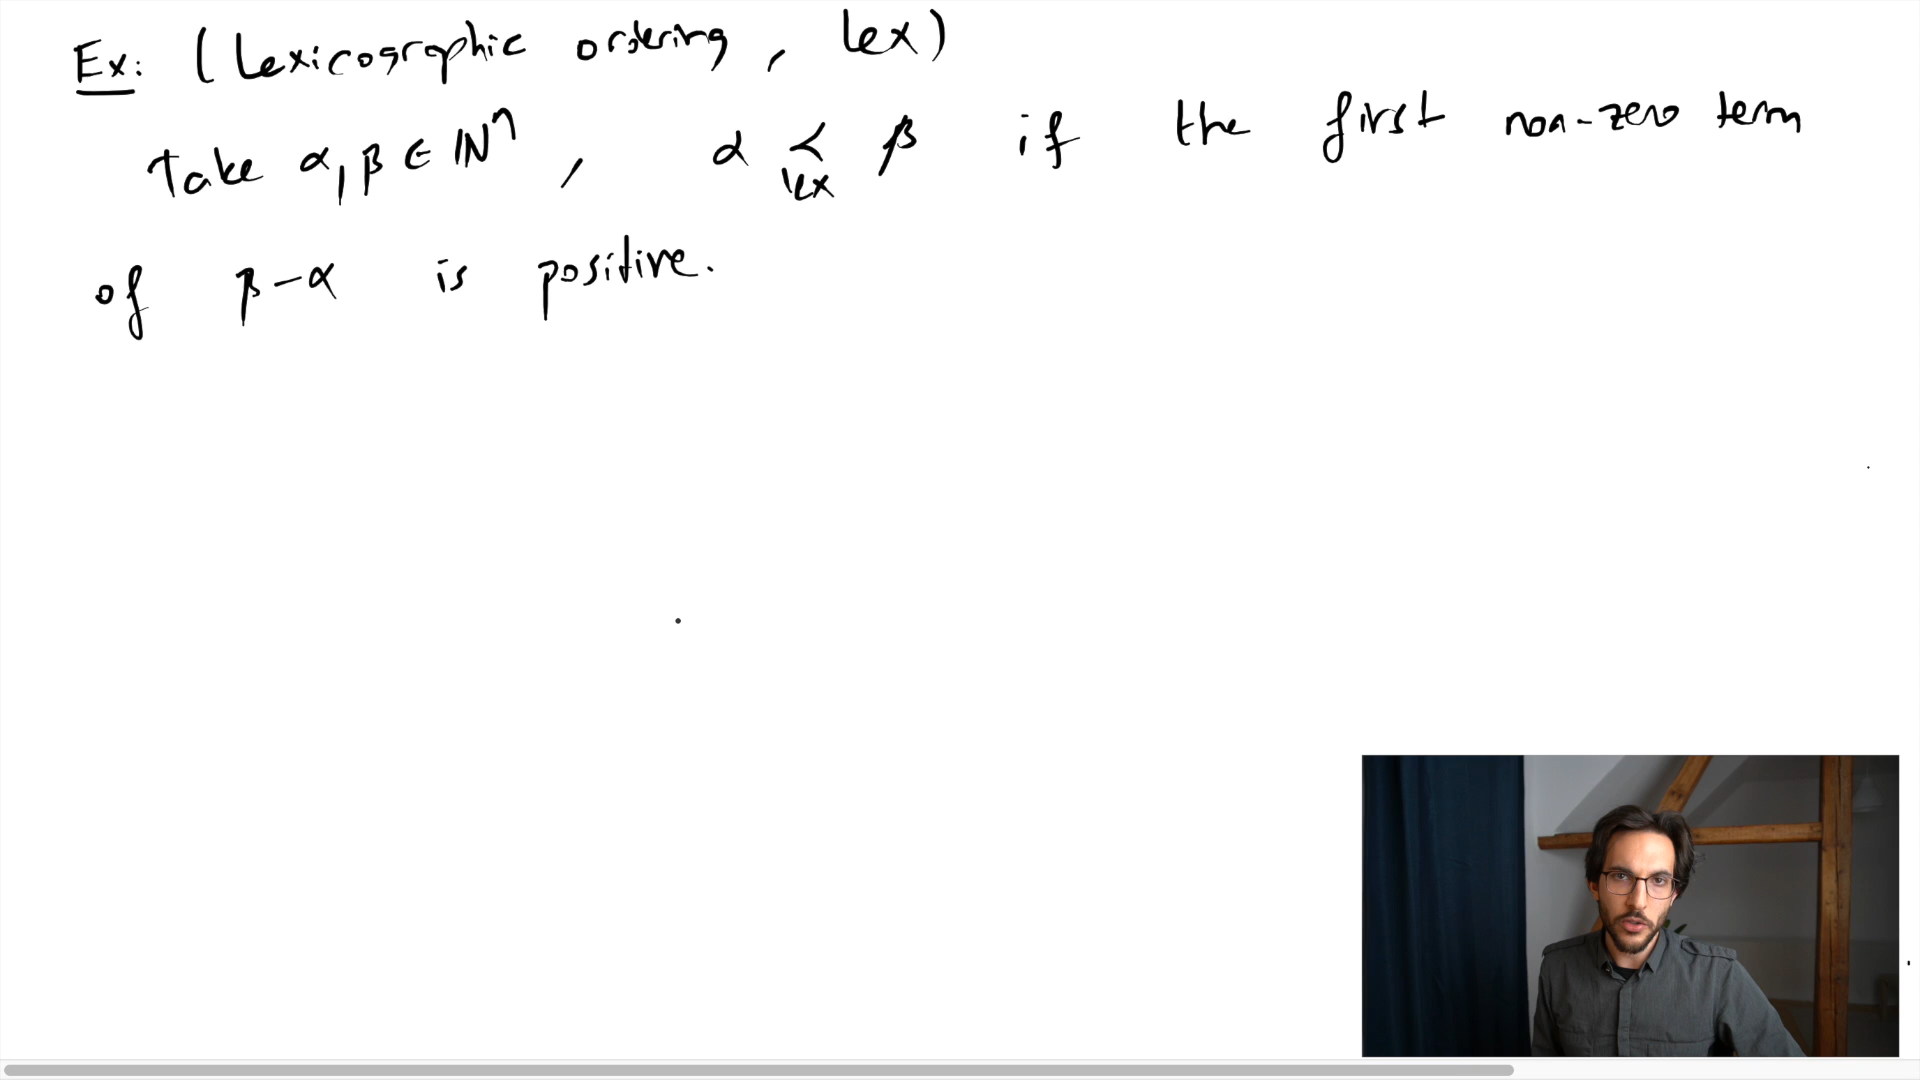 Ex: (Lexicographic ordering, lex)
Take α, β ∈ ℕⁿ, α ≺ β if the first non-zero term
lex
of β-α is positive.